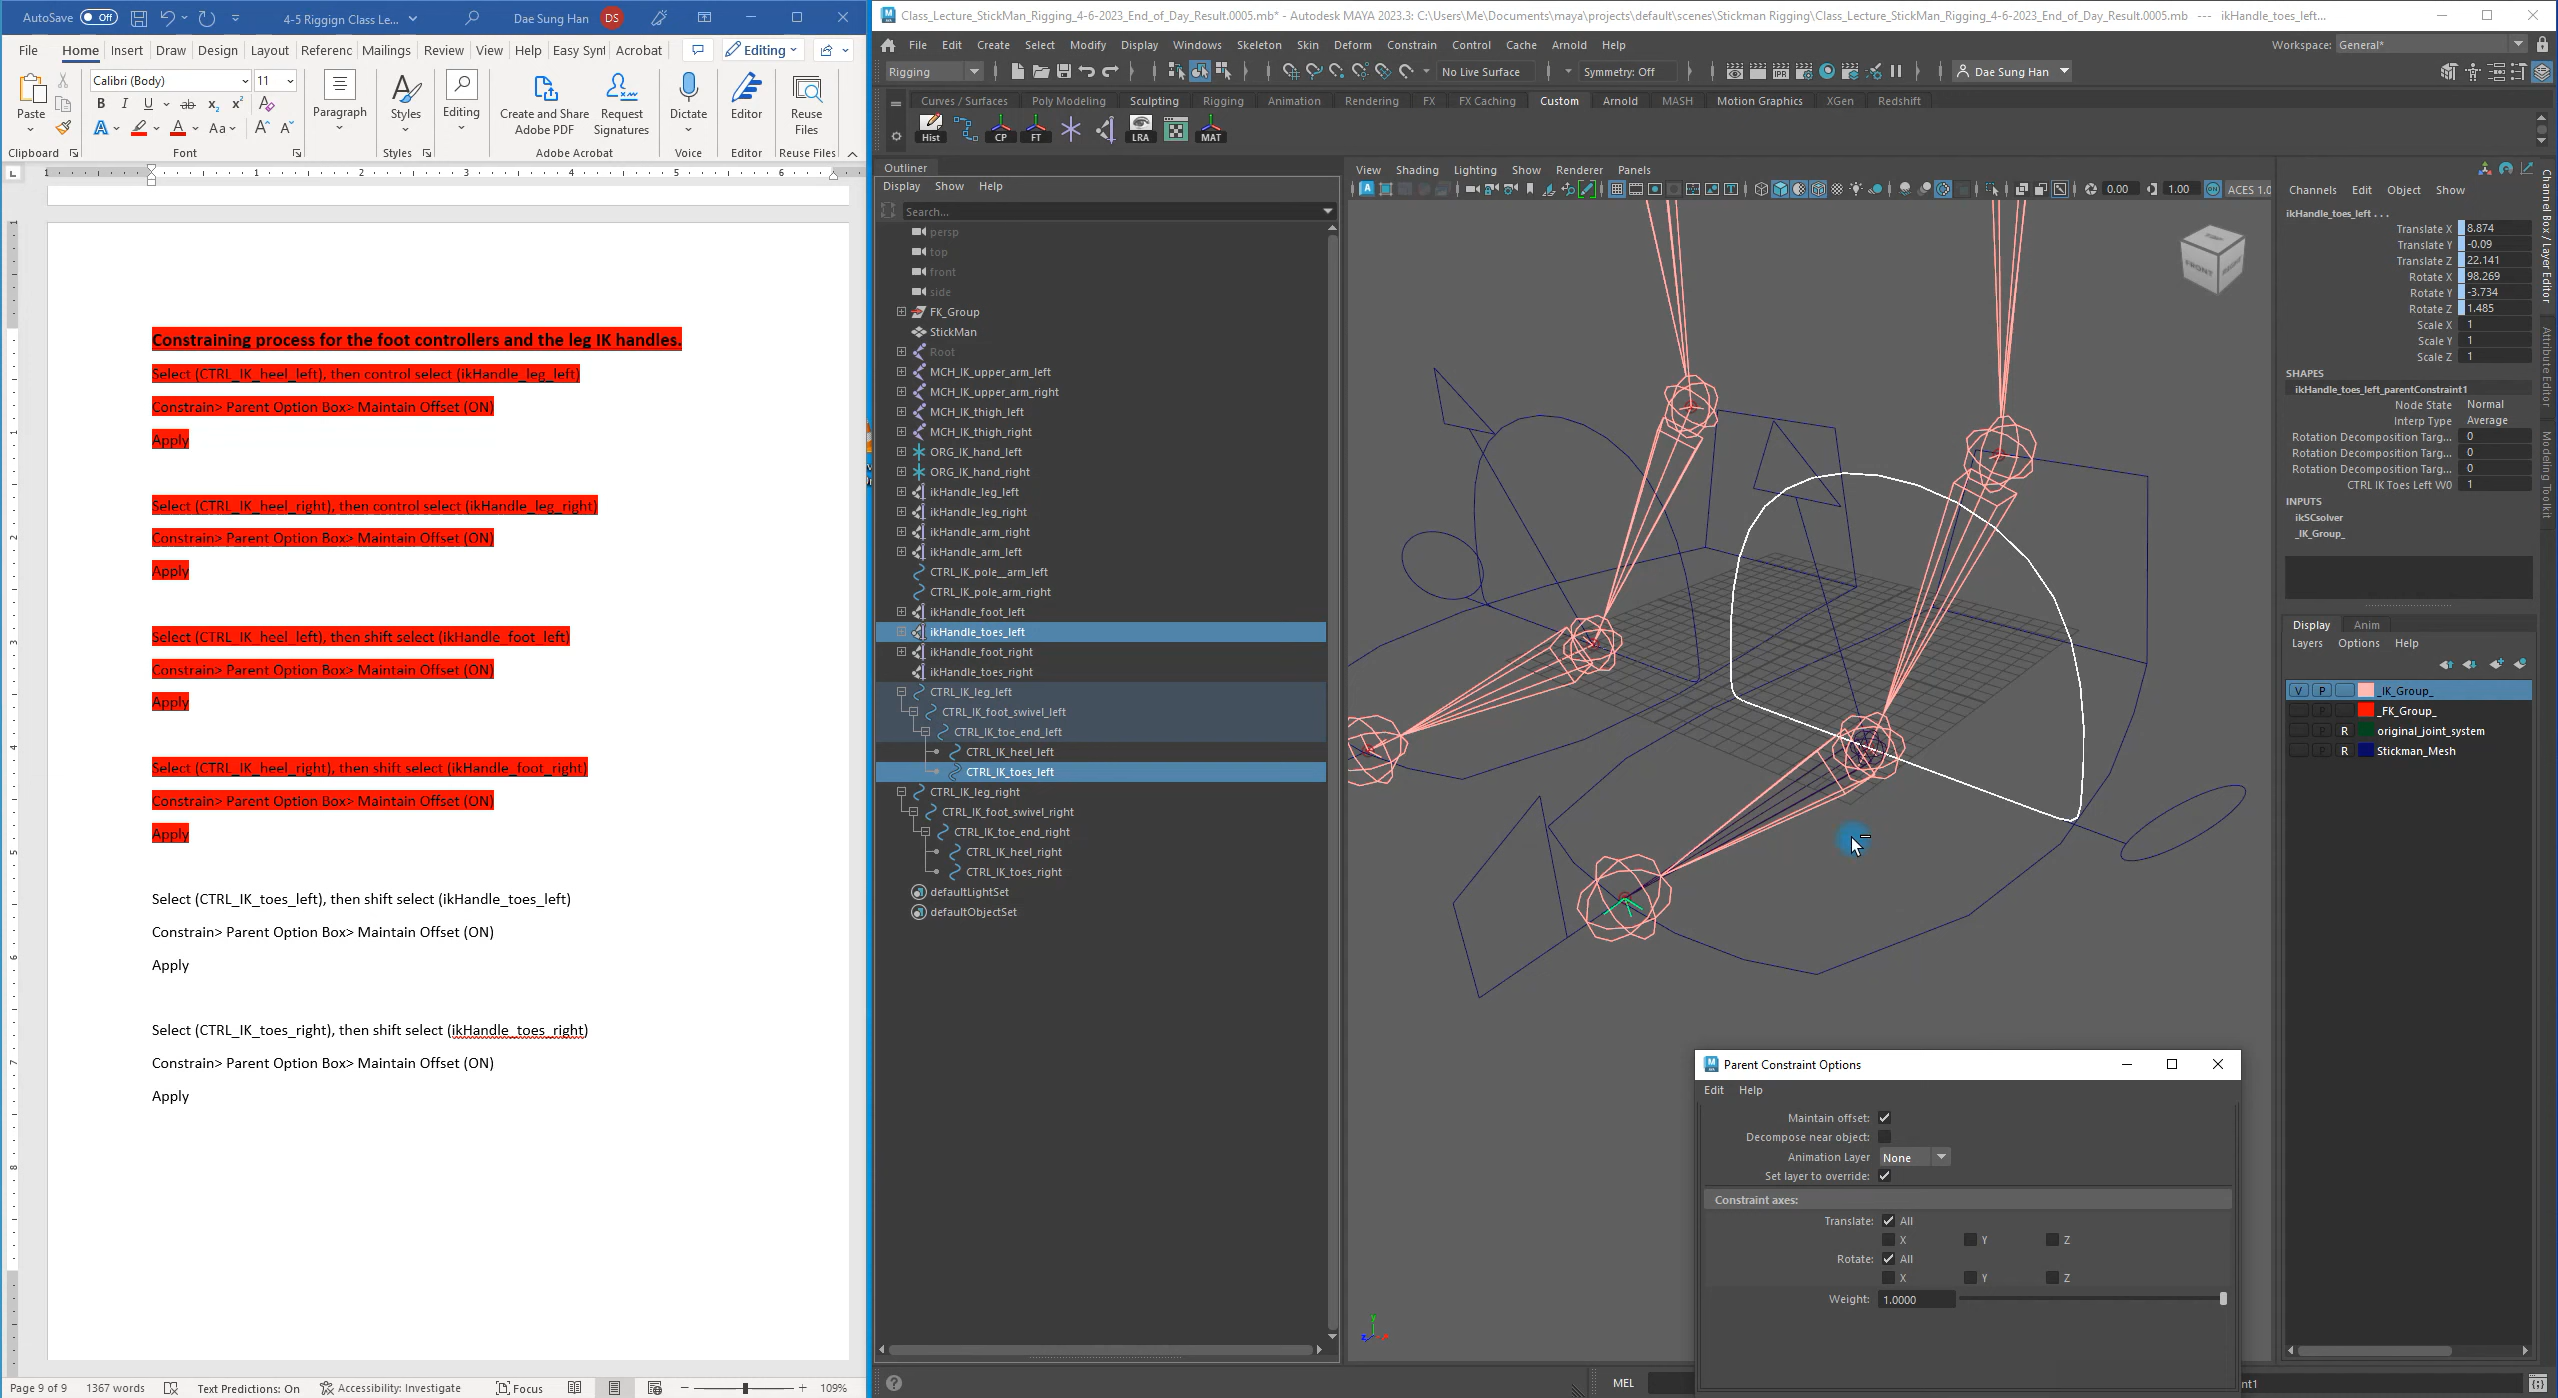 AutoSave Off 4-5 Riggign Class Le... Dae Sung Han DS
File Home Insert Draw Design Layout Referenc Mailings Review View Help Easy Synt Acrobat Editing
Paste
Calibri (Body) 11
Paragraph
Styles
Editing
Create and Share Adobe PDF
Request Signatures
Dictate
Editor
Reuse Files
Clipboard Font Styles Adobe Acrobat Voice Editor Reuse Files
Constraining process for the foot controllers and the leg IK handles.
Select (CTRL_IK_heel_left), then control select (ikHandle_leg_left)
Constrain> Parent Option Box> Maintain Offset (ON)
Apply
Select (CTRL_IK_heel_right), then control select (ikHandle_leg_right)
Constrain> Parent Option Box> Maintain Offset (ON)
Apply
Select (CTRL_IK_heel_left), then shift select (ikHandle_foot_left)
Constrain> Parent Option Box> Maintain Offset (ON)
Apply
Select (CTRL_IK_heel_right), then shift select (ikHandle_foot_right)
Constrain> Parent Option Box> Maintain Offset (ON)
Apply
Select (CTRL_IK_toes_left), then shift select (ikHandle_toes_left)
Constrain> Parent Option Box> Maintain Offset (ON)
Apply
Select (CTRL_IK_toes_right), then shift select (ikHandle_toes_right)
Constrain> Parent Option Box> Maintain Offset (ON)
Apply
Page 9 of 9 1367 words Text Predictions: On Accessibility: Investigate Focus 109%
Class_Lecture_StickMan_Rigging_4-6-2023_End_of_Day_Result.0005.mb* - Autodesk MAYA 2023.3: C:\Users\Me\Documents\maya\projects\default\scenes\Stickman Rigging\Class_Lecture_StickMan_Rigging_4-6-2023_End_of_Day_Result.0005.mb --- ikHandle_toes_left...
File Edit Create Select Modify Display Windows Skeleton Skin Deform Constrain Control Cache Arnold Help
Workspace: General*
Rigging No Live Surface Symmetry: Off Dae Sung Han
Curves / Surfaces Poly Modeling Sculpting Rigging Animation Rendering FX FX Caching Custom Arnold MASH Motion Graphics XGen Redshift
Hist CP FT LRA MAT
Outliner
Display Show Help
Search...
persp
top
front
side
FK_Group
StickMan
Root
MCH_IK_upper_arm_left
MCH_IK_upper_arm_right
MCH_IK_thigh_left
MCH_IK_thigh_right
ORG_IK_hand_left
ORG_IK_hand_right
ikHandle_leg_left
ikHandle_leg_right
ikHandle_arm_right
ikHandle_arm_left
CTRL_IK_pole__arm_left
CTRL_IK_pole_arm_right
ikHandle_foot_left
ikHandle_toes_left
ikHandle_foot_right
ikHandle_toes_right
CTRL_IK_leg_left
CTRL_IK_foot_swivel_left
CTRL_IK_toe_end_left
CTRL_IK_heel_left
CTRL_IK_toes_left
CTRL_IK_leg_right
CTRL_IK_foot_swivel_right
CTRL_IK_toe_end_right
CTRL_IK_heel_right
CTRL_IK_toes_right
defaultLightSet
defaultObjectSet
View Shading Lighting Show Renderer Panels
0.00 1.00 ACES 1.0
FRONT
Parent Constraint Options
Edit Help
Maintain offset:
Decompose near object:
Animation Layer None
Set layer to override:
Constraint axes:
Translate: All
X Y Z
Rotate: All
X Y Z
Weight: 1.0000
MEL
nt1
Channels Edit Object Show
ikHandle_toes_left . . .
Translate X 8.874
Translate Y -0.09
Translate Z 22.141
Rotate X 98.269
Rotate Y -3.734
Rotate Z 1.485
Scale X 1
Scale Y 1
Scale Z 1
SHAPES
ikHandle_toes_left_parentConstraint1
Node State Normal
Interp Type Average
Rotation Decomposition Targ... 0
Rotation Decomposition Targ... 0
Rotation Decomposition Targ... 0
CTRL IK Toes Left W0 1
INPUTS
ikSCsolver
_IK_Group_
Display Anim
Layers Options Help
V P _IK_Group_
P _FK_Group_
R original_joint_system
R Stickman_Mesh
Channel Box / Layer Editor
Attribute Editor
Modeling Toolkit